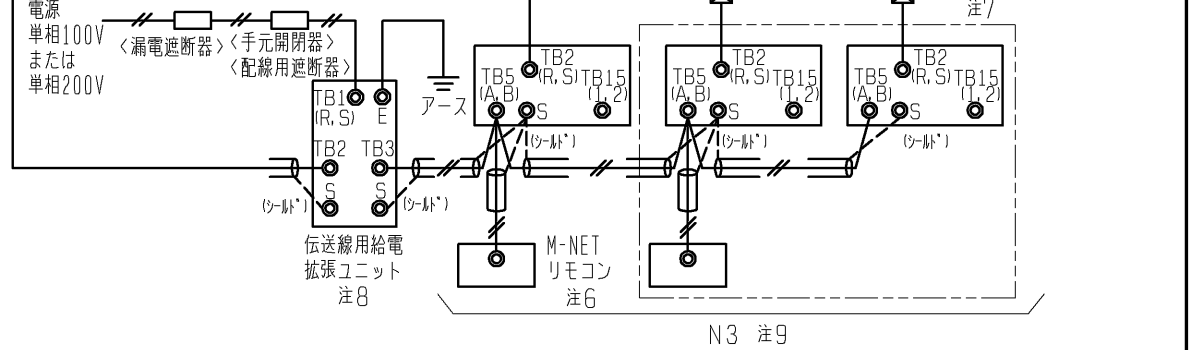 電源
単相100V
または
単相200V
〈漏電遮断器〉
〈手元開閉器〉
〈配線用遮断器〉
アース
TB1
(R, S)
E
TB2
TB3
S
S
(シールド)
(シールド)
伝送線用給電
拡張ユニット
注8
TB2
(R, S)
TB5
(A, B)
S
TB15
(1, 2)
(シールド)
M-NET
リモコン
注6
注7
TB2
(R, S)
TB5
(A, B)
S
TB15
(1, 2)
(シールド)
TB2
(R, S)
TB5
(A, B)
S
TB15
(1, 2)
(シールド)
N3 注9